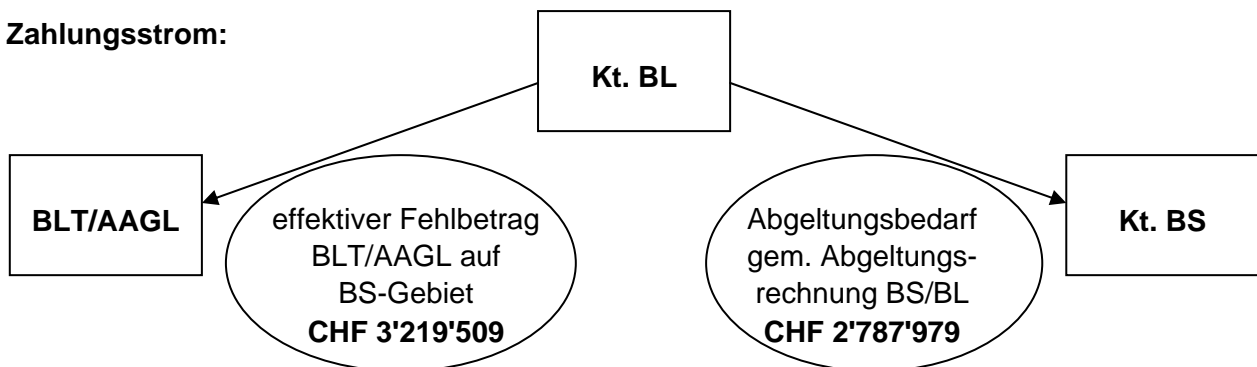 Zahlungsstrom:
Kt. BL
BLT/AAGL
effektiver Fehlbetrag
BLT/AAGL auf
BS-Gebiet
CHF 3'219'509
Abgeltungsbedarf
gem. Abgeltungs-
rechnung BS/BL
CHF 2'787'979
Kt. BS